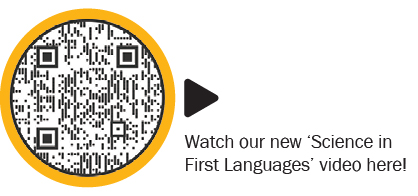 Watch our new ‘Science in
First Languages’ video here!